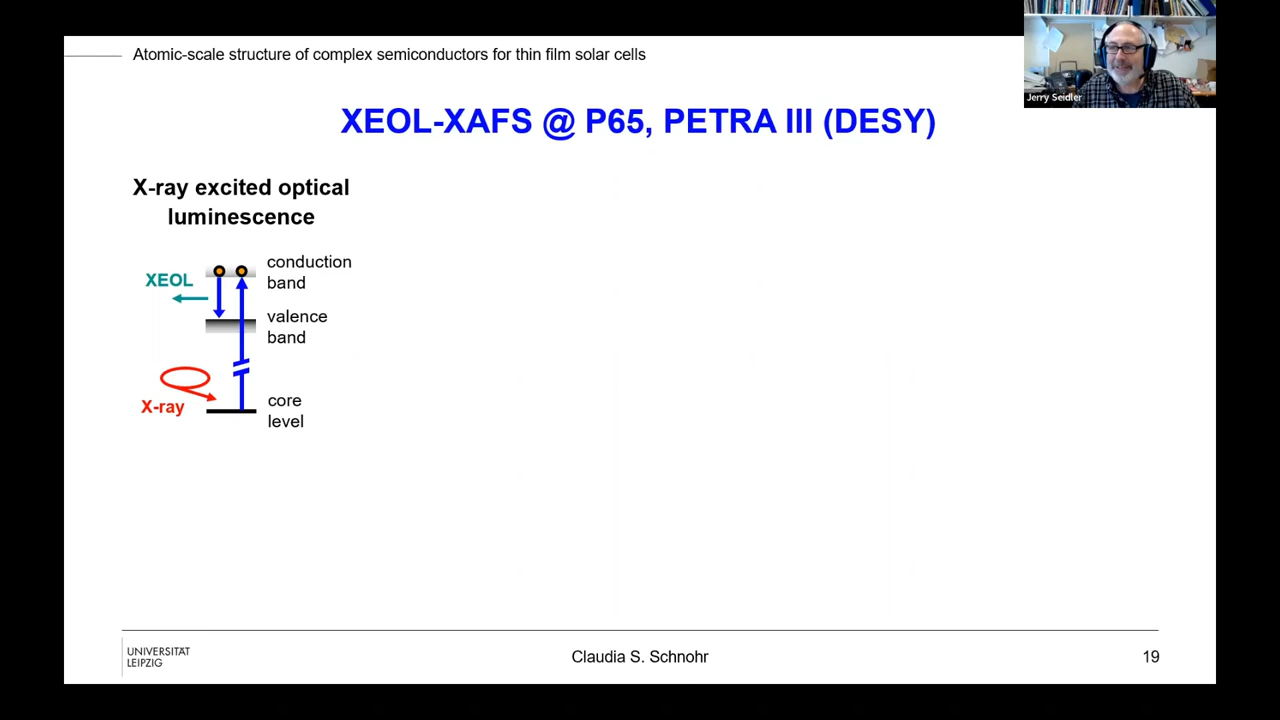 Atomic-scale structure of complex semiconductors for thin film solar cells
Jerry Seidler
XEOL-XAFS @ P65, PETRA III (DESY)
X-ray excited optical
luminescence
conduction
band
XEOL
valence
band
X-ray
core
level
UNIVERSITÄT
LEIPZIG
Claudia S. Schnohr
19